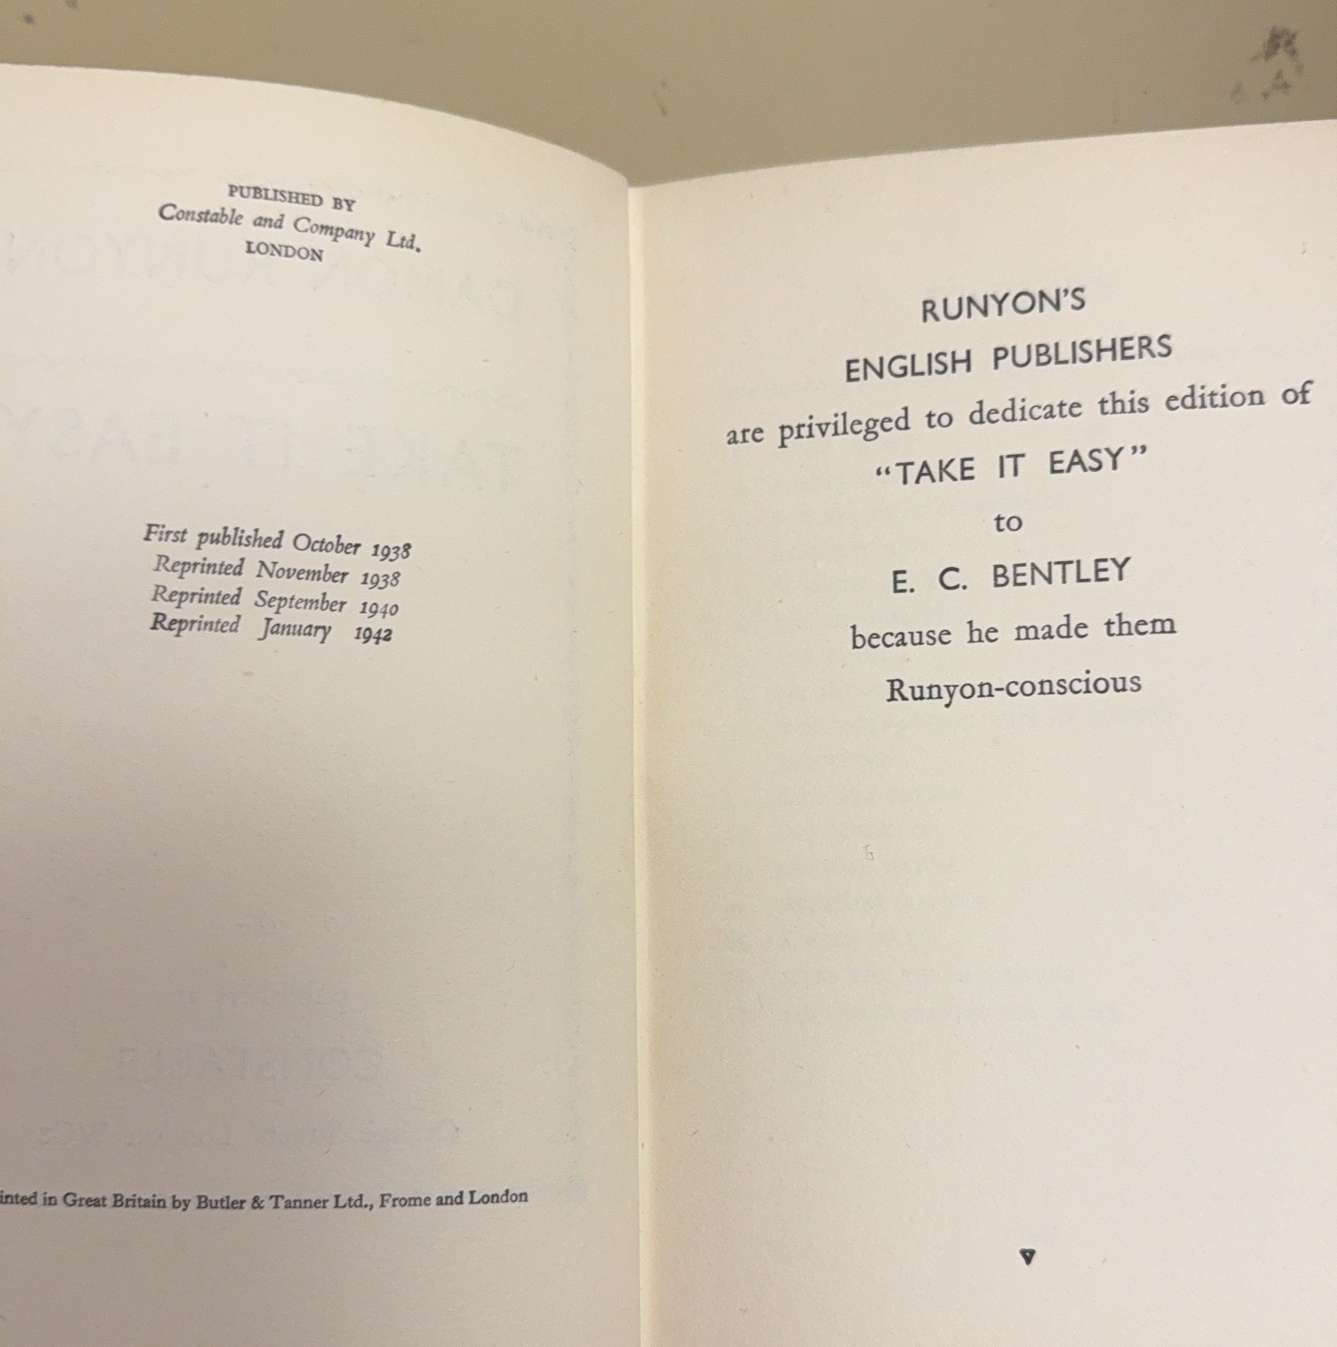 PUBLISHED BY
Constable and Company Ltd.
LONDON
First published October 1938
Reprinted November 1938
Reprinted September 1940
Reprinted January 1942
inted in Great Britain by Butler & Tanner Ltd., Frome and London
RUNYON'S
ENGLISH PUBLISHERS
are privileged to dedicate this edition of
"TAKE IT EASY"
to
E. C. BENTLEY
because he made them
Runyon-conscious